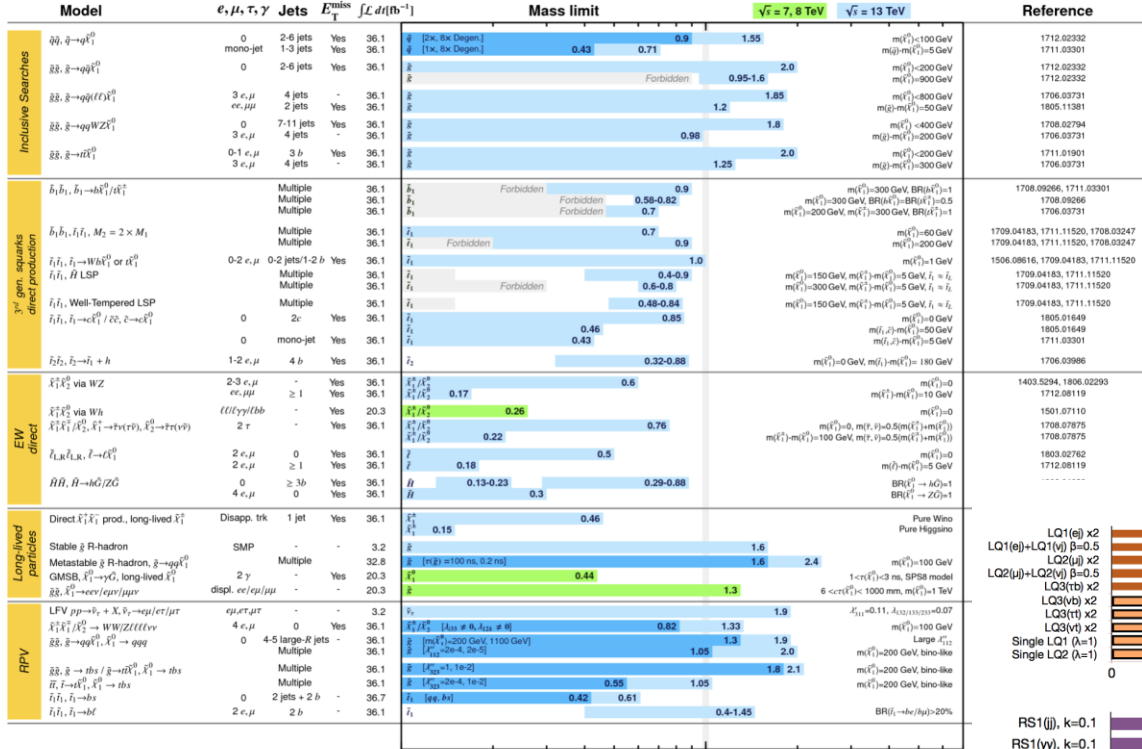 Model e, μ, τ, γ Jets E_T^miss ∫ℒ dt[fb⁻¹] Mass limit √s = 7, 8 TeV √s = 13 TeV Reference
Inclusive Searches
q̃q̃, q̃→qχ̃₁⁰ 0 2-6 jets Yes 36.1 q̃ [2×, 8× Degen.] 0.9 1.55 m(χ̃₁⁰)<100 GeV 1712.02332
mono-jet 1-3 jets Yes 36.1 q̃ [1×, 8× Degen.] 0.43 0.71 m(q̃)-m(χ̃₁⁰)=5 GeV 1711.03301
g̃g̃, g̃→qq̄χ̃₁⁰ 0 2-6 jets Yes 36.1 g̃ 2.0 m(χ̃₁⁰)<200 GeV 1712.02332
g̃ Forbidden 0.95-1.6 m(χ̃₁⁰)=900 GeV 1712.02332
g̃g̃, g̃→qq̄(ℓℓ)χ̃₁⁰ 3 e, μ 4 jets - 36.1 g̃ 1.85 m(χ̃₁⁰)<800 GeV 1706.03731
ee, μμ 2 jets Yes 36.1 g̃ 1.2 m(g̃)-m(χ̃₁⁰)=50 GeV 1805.11381
g̃g̃, g̃→qqWZχ̃₁⁰ 0 7-11 jets Yes 36.1 g̃ 1.8 m(χ̃₁⁰) <400 GeV 1708.02794
3 e, μ 4 jets - 36.1 g̃ 0.98 m(g̃)-m(χ̃₁⁰)=200 GeV 1706.03731
g̃g̃, g̃→tt̄χ̃₁⁰ 0-1 e, μ 3 b Yes 36.1 g̃ 2.0 m(χ̃₁⁰)<200 GeV 1711.01901
3 e, μ 4 jets - 36.1 g̃ 1.25 m(g̃)-m(χ̃₁⁰)=300 GeV 1706.03731
3rd gen. squarks direct production
b̃₁b̃₁, b̃₁→bχ̃₁⁰/tχ̃₁± Multiple 36.1 b̃₁ Forbidden 0.9 m(χ̃₁⁰)=300 GeV, BR(bχ̃₁⁰)=1 1708.09266, 1711.03301
Multiple 36.1 b̃₁ Forbidden 0.58-0.82 m(χ̃₁⁰)=300 GeV, BR(bχ̃₁⁰)=BR(tχ̃₁±)=0.5 1708.09266
Multiple 36.1 b̃₁ Forbidden 0.7 m(χ̃₁⁰)=200 GeV, m(χ̃₁±)=300 GeV, BR(tχ̃₁±)=1 1706.03731
b̃₁b̃₁, t̃₁t̃₁, M₂ = 2 × M₁ Multiple 36.1 t̃₁ 0.7 m(χ̃₁⁰)=60 GeV 1709.04183, 1711.11520, 1708.03247
Multiple 36.1 t̃₁ Forbidden 0.9 m(χ̃₁⁰)=200 GeV 1709.04183, 1711.11520, 1708.03247
t̃₁t̃₁, t̃₁→Wbχ̃₁⁰ or tχ̃₁⁰ 0-2 e, μ 0-2 jets/1-2 b Yes 36.1 t̃₁ 1.0 m(χ̃₁⁰)=1 GeV 1506.08616, 1709.04183, 1711.11520
t̃₁t̃₁, H̃ LSP Multiple 36.1 t̃₁ 0.4-0.9 m(χ̃₁⁰)=150 GeV, m(χ̃₁±)-m(χ̃₁⁰)=5 GeV, t̃₁ ≈ t̃_L 1709.04183, 1711.11520
Multiple 36.1 t̃₁ Forbidden 0.6-0.8 m(χ̃₁⁰)=300 GeV, m(χ̃₁±)-m(χ̃₁⁰)=5 GeV, t̃₁ ≈ t̃_L 1709.04183, 1711.11520
t̃₁t̃₁, Well-Tempered LSP Multiple 36.1 t̃₁ 0.48-0.84 m(χ̃₁⁰)=150 GeV, m(χ̃₁±)-m(χ̃₁⁰)=5 GeV, t̃₁ ≈ t̃_L 1709.04183, 1711.11520
t̃₁t̃₁, t̃₁→cχ̃₁⁰ / c̃c̃, c̃→cχ̃₁⁰ 0 2c Yes 36.1 t̃₁ 0.85 m(χ̃₁⁰)=0 GeV 1805.01649
t̃₁ 0.46 m(t̃₁,c̃)-m(χ̃₁⁰)=50 GeV 1805.01649
0 mono-jet Yes 36.1 t̃₁ 0.43 m(t̃₁,c̃)-m(χ̃₁⁰)=5 GeV 1711.03301
t̃₂t̃₂, t̃₂→t̃₁ + h 1-2 e, μ 4 b Yes 36.1 t̃₂ 0.32-0.88 m(χ̃₁⁰)=0 GeV, m(t̃₁)-m(χ̃₁⁰)= 180 GeV 1706.03986
EW direct
χ̃₁±χ̃₂⁰ via WZ 2-3 e, μ - Yes 36.1 χ̃₁±/χ̃₂⁰ 0.6 m(χ̃₁⁰)=0 1403.5294, 1806.02293
ee, μμ ≥ 1 Yes 36.1 χ̃₁±/χ̃₂⁰ 0.17 m(χ̃₁±)-m(χ̃₁⁰)=10 GeV 1712.08119
χ̃₁±χ̃₂⁰ via Wh ℓℓ/ℓγγ/ℓbb - Yes 20.3 χ̃₁±/χ̃₂⁰ 0.26 m(χ̃₁⁰)=0 1501.07110
χ̃₁±χ̃₁∓/χ̃₂⁰, χ̃₁±→τ̃ν(τν̃), χ̃₂⁰→τ̃τ(νν̃) 2 τ - Yes 36.1 χ̃₁±/χ̃₂⁰ 0.76 m(χ̃₁⁰)=0, m(τ̃, ν̃)=0.5(m(χ̃₁±)+m(χ̃₁⁰)) 1708.07875
χ̃₁±/χ̃₂⁰ 0.22 m(χ̃₁±)-m(χ̃₁⁰)=100 GeV, m(τ̃, ν̃)=0.5(m(χ̃₁±)+m(χ̃₁⁰)) 1708.07875
ℓ̃_L,Rℓ̃_L,R, ℓ̃→ℓχ̃₁⁰ 2 e, μ 0 Yes 36.1 ℓ̃ 0.5 m(χ̃₁⁰)=0 1803.02762
2 e, μ ≥ 1 Yes 36.1 ℓ̃ 0.18 m(ℓ̃)-m(χ̃₁⁰)=5 GeV 1712.08119
H̃H̃, H̃→hG̃/ZG̃ 0 ≥ 3b Yes 36.1 H̃ 0.13-0.23 0.29-0.88 BR(χ̃₁⁰ → hG̃)=1
4 e, μ 0 Yes 36.1 H̃ 0.3 BR(χ̃₁⁰ → ZG̃)=1
Long-lived particles
Direct χ̃₁⁺χ̃₁⁻ prod., long-lived χ̃₁± Disapp. trk 1 jet Yes 36.1 χ̃₁± 0.46 Pure Wino
χ̃₁± 0.15 Pure Higgsino
Stable g̃ R-hadron SMP - - 3.2 g̃ 1.6
Metastable g̃ R-hadron, g̃→qqχ̃₁⁰ Multiple 32.8 g̃ [τ(g̃) =100 ns, 0.2 ns] 1.6 2.4 m(χ̃₁⁰)=100 GeV
GMSB, χ̃₁⁰→γG̃, long-lived χ̃₁⁰ 2 γ - Yes 20.3 χ̃₁⁰ 0.44 1<τ(χ̃₁⁰)<3 ns, SPS8 model
g̃g̃, χ̃₁⁰→eeν/eμν/μμν displ. ee/eμ/μμ - - 20.3 g̃ 1.3 6 <cτ(χ̃₁⁰)< 1000 mm, m(χ̃₁⁰)=1 TeV
RPV
LFV pp→ν̃τ + X, ν̃τ→eμ/eτ/μτ eμ,eτ,μτ - - 3.2 ν̃τ 1.9 λ′₃₁₁=0.11, λ₁₃₂/₁₃₃/₂₃₃=0.07
χ̃₁±χ̃₁∓/χ̃₂⁰ → WW/Zℓℓℓℓνν 4 e, μ 0 Yes 36.1 χ̃₁±/χ̃₂⁰ [λᵢ₃₃ ≠ 0, λ₁₂ₖ ≠ 0] 0.82 1.33 m(χ̃₁⁰)=100 GeV
g̃g̃, g̃→qqχ̃₁⁰, χ̃₁⁰ → qqq 0 4-5 large-R jets - 36.1 g̃ [m(χ̃₁⁰)=200 GeV, 1100 GeV] 1.3 1.9 Large λ″₁₁₂
Multiple 36.1 g̃ [λ″₁₁₂=2e-4, 2e-5] 1.05 2.0 m(χ̃₁⁰)=200 GeV, bino-like
g̃g̃, g̃ → tbs / g̃→tt̄χ̃₁⁰, χ̃₁⁰ → tbs Multiple 36.1 g̃ [λ″₃₂₃=1, 1e-2] 1.8 2.1 m(χ̃₁⁰)=200 GeV, bino-like
t̃t̃, t̃→tχ̃₁⁰, χ̃₁⁰ → tbs Multiple 36.1 g̃ [λ″₃₂₃=2e-4, 1e-2] 0.55 1.05 m(χ̃₁⁰)=200 GeV, bino-like
t̃₁t̃₁, t̃₁→bs 0 2 jets + 2 b - 36.7 t̃₁ [qq, bs] 0.42 0.61
t̃₁t̃₁, t̃₁→bℓ 2 e, μ 2 b - 36.1 t̃₁ 0.4-1.45 BR(t̃₁→be/bμ)>20%
LQ1(ej) x2
LQ1(ej)+LQ1(νj) β=0.5
LQ2(μj) x2
LQ2(μj)+LQ2(νj) β=0.5
LQ3(τb) x2
LQ3(νb) x2
LQ3(τt) x2
LQ3(νt) x2
Single LQ1 (λ=1)
Single LQ2 (λ=1)
0
RS1(jj), k=0.1
RS1(γγ), k=0.1